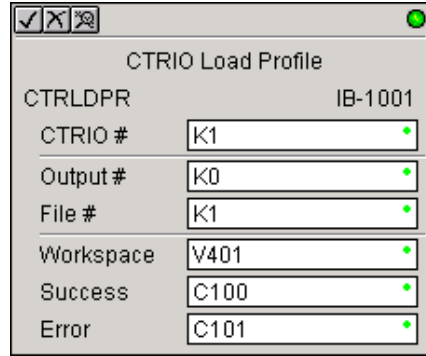 CTRIO Load Profile
CTRLDPR IB-1001
CTRIO # K1
Output # K0
File # K1
Workspace V401
Success C100
Error C101